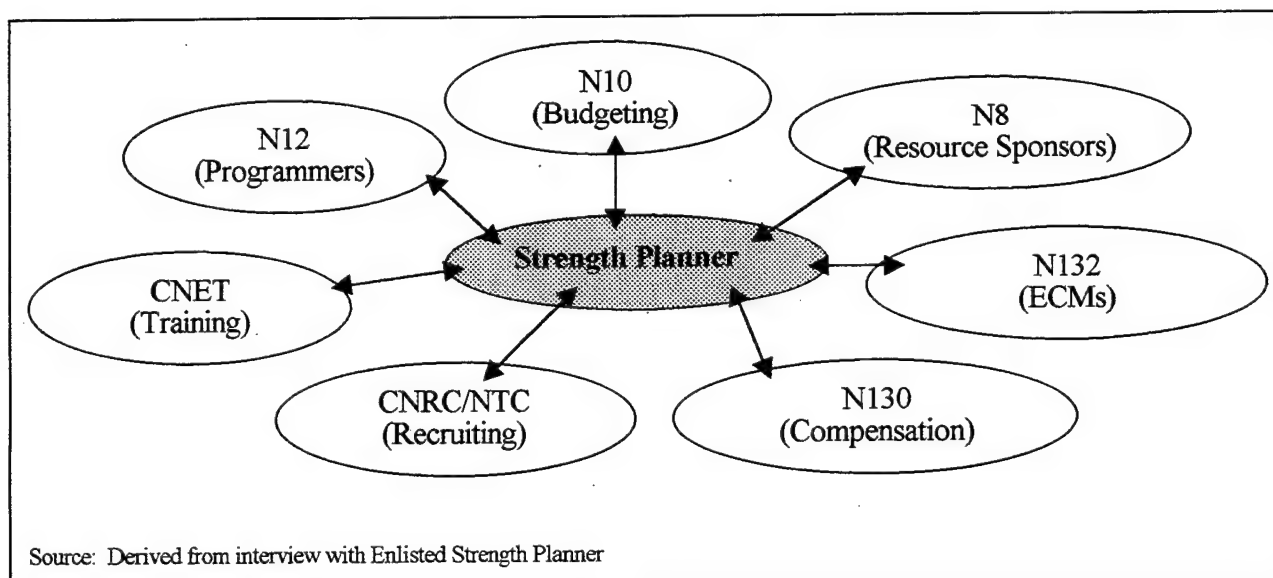 N10
(Budgeting)
N8
(Resource Sponsors)
N12
(Programmers)
Strength Planner
N132
(ECMs)
CNET
(Training)
CNRC/NTC
(Recruiting)
N130
(Compensation)
Source: Derived from interview with Enlisted Strength Planner